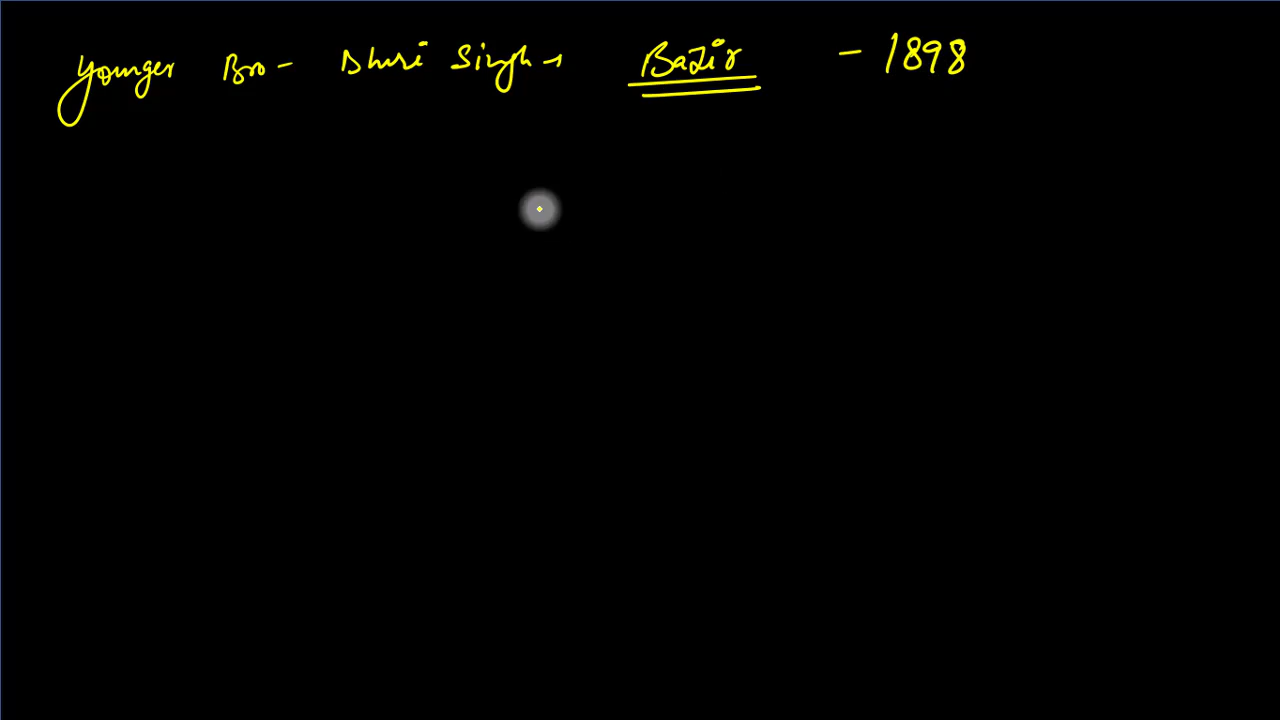 Younger Bro - Bhuri Singh → Bazir - 1898